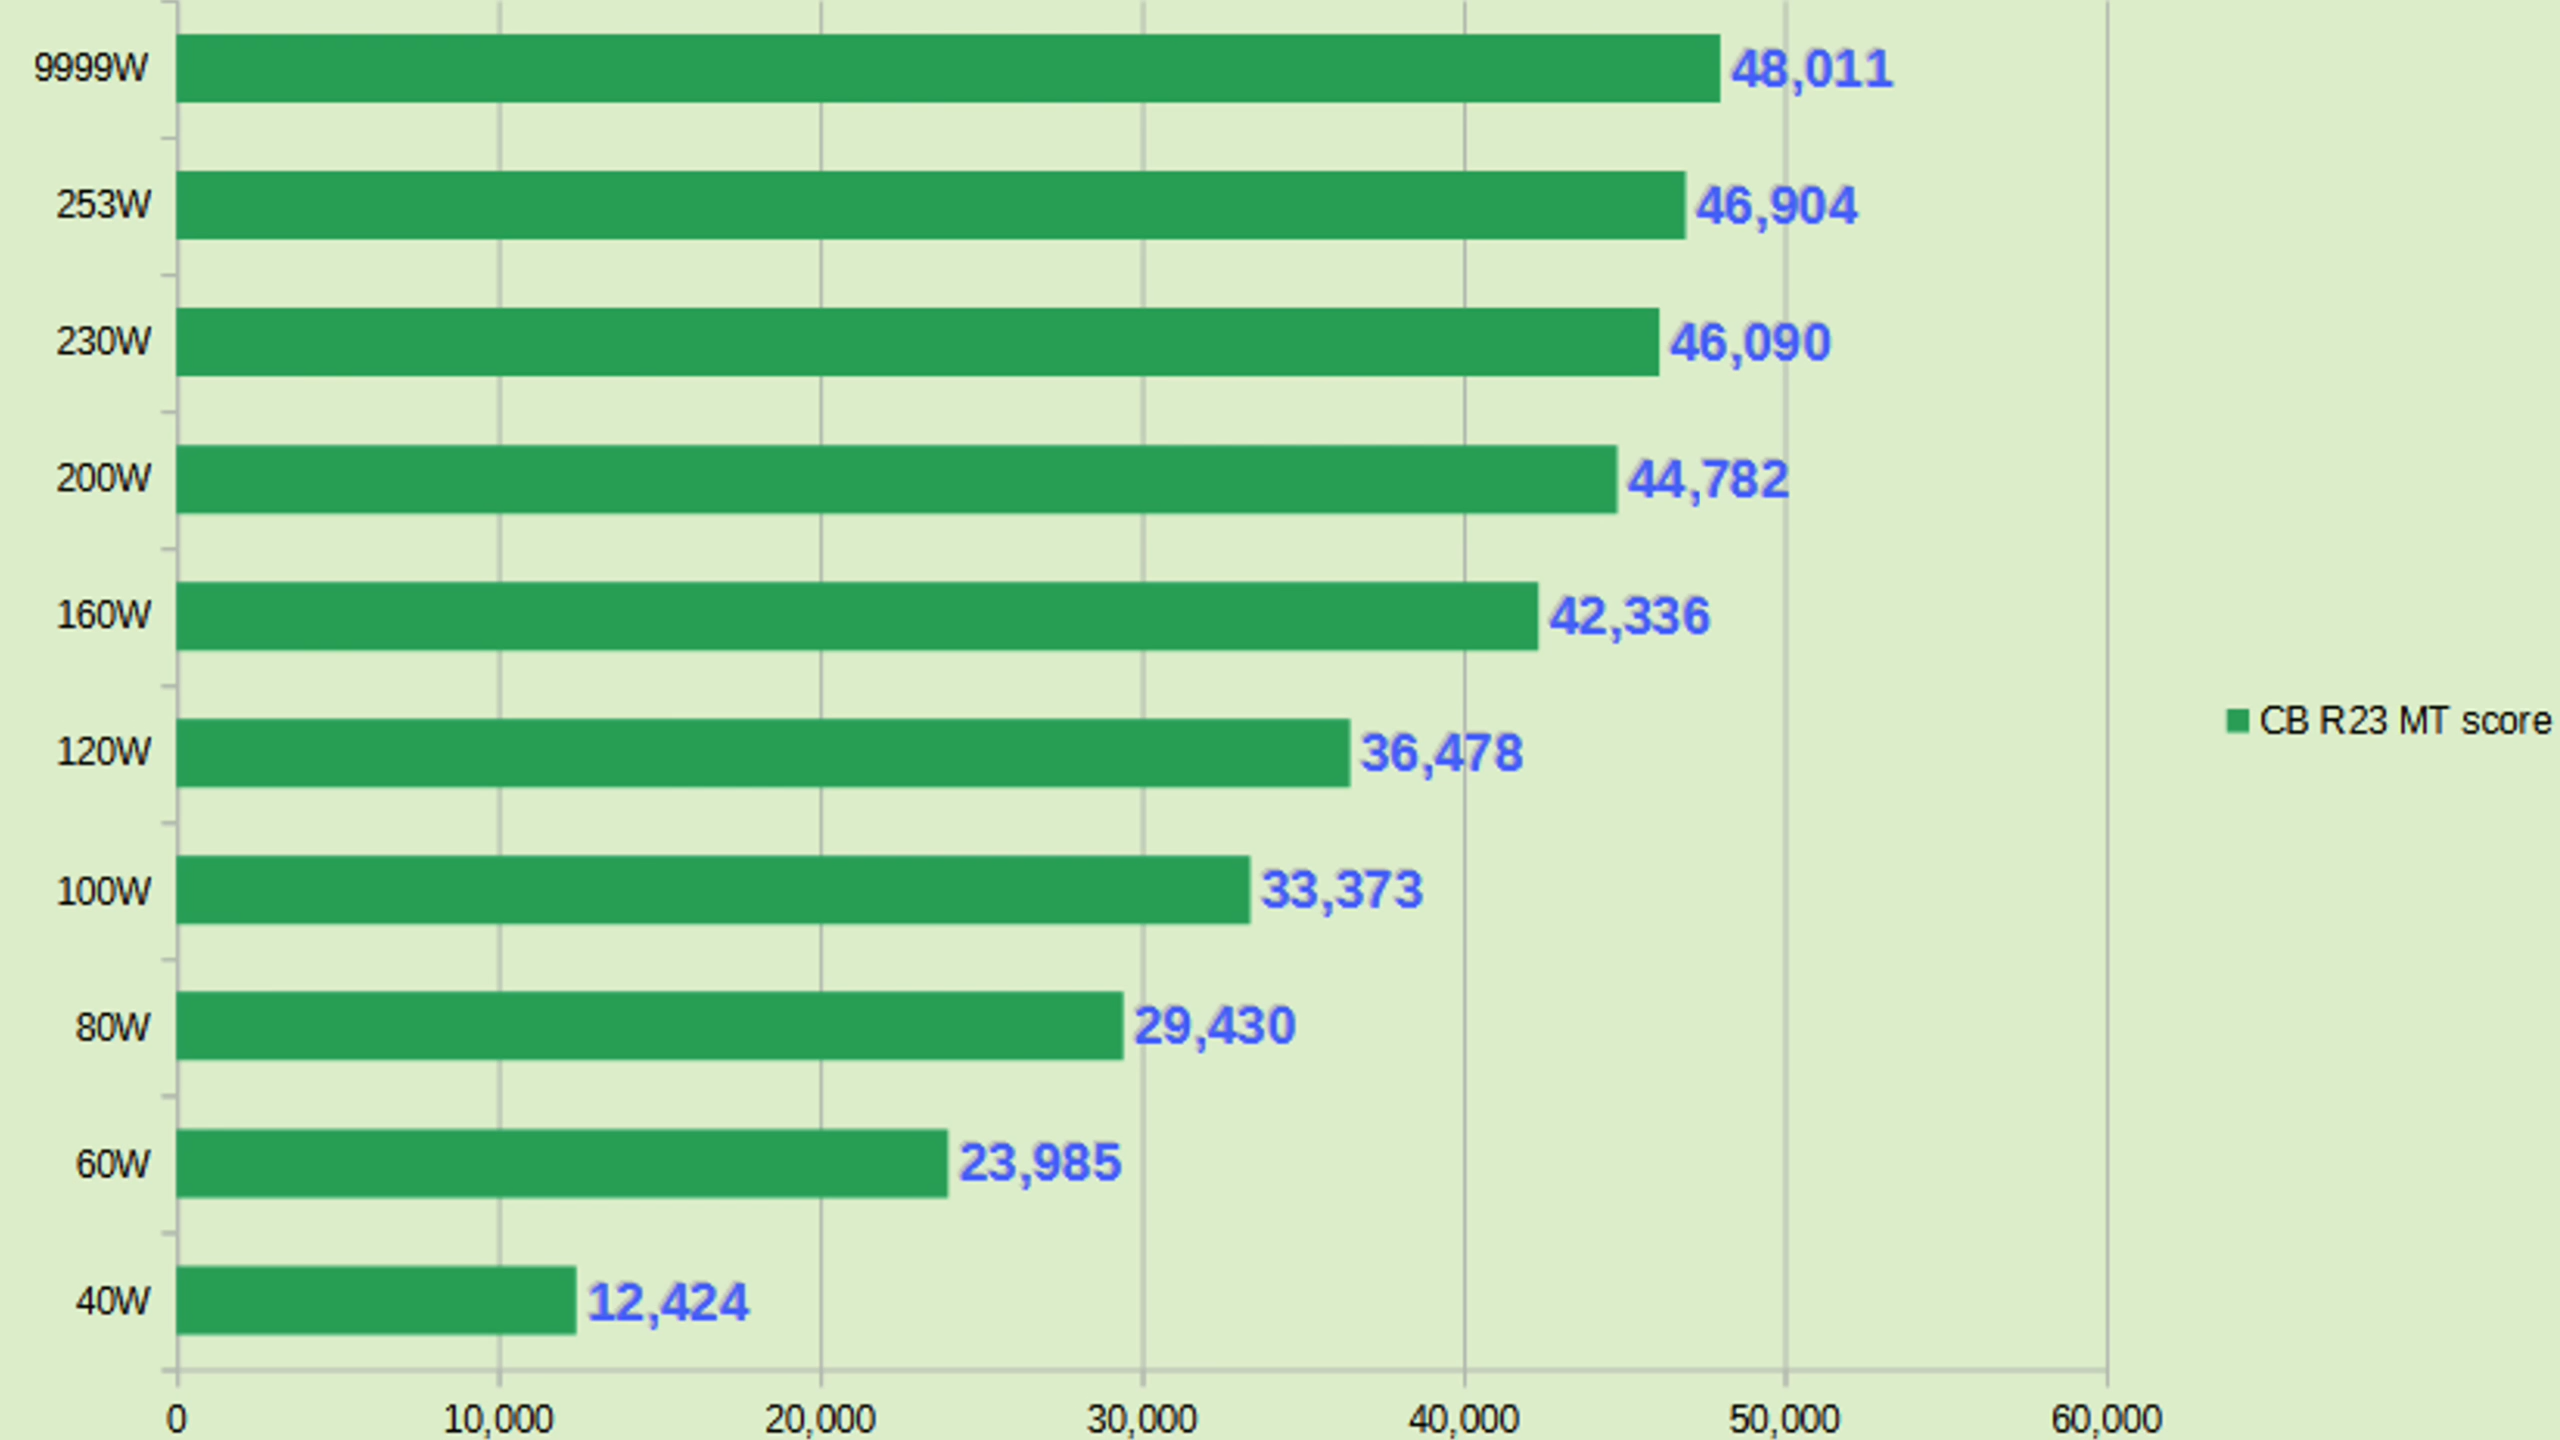 9999W 48,011
253W 46,904
230W 46,090
200W 44,782
160W 42,336
120W 36,478
CB R23 MT score
100W 33,373
80W 29,430
60W 23,985
40W 12,424
0 10,000 20,000 30,000 40,000 50,000 60,000